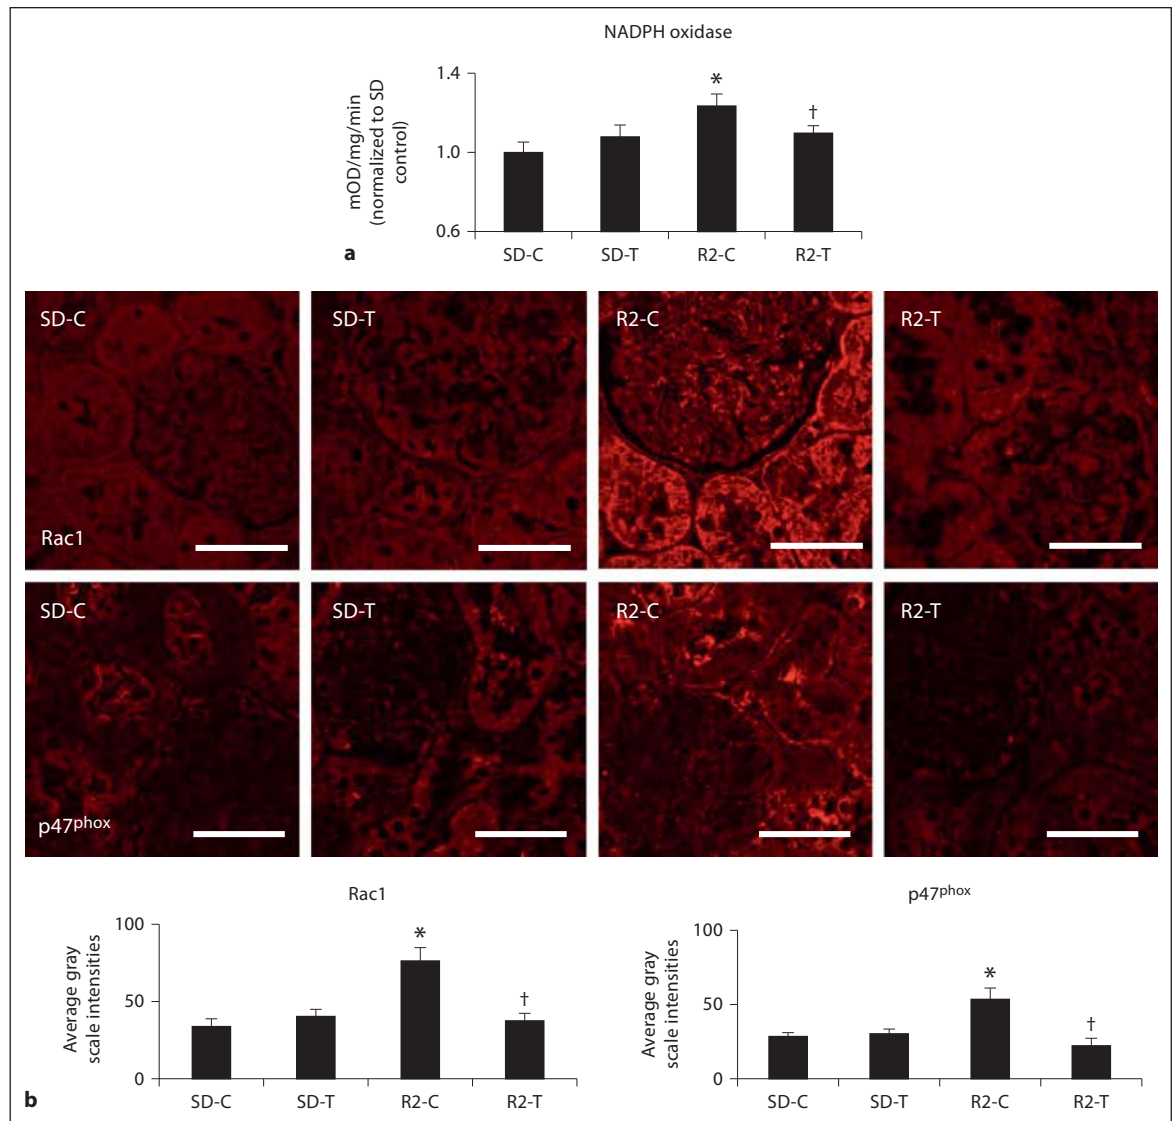 NADPH oxidase
mOD/mg/min
(normalized to SD
control)
1.4
1.0
0.6
*
†
SD-C SD-T R2-C R2-T
a
SD-C SD-T R2-C R2-T
Rac1
SD-C SD-T R2-C R2-T
p47phox
Rac1
Average gray
scale intensities
100
50
0
*
†
SD-C SD-T R2-C R2-T
p47phox
Average gray
scale intensities
100
50
0
*
†
SD-C SD-T R2-C R2-T
b